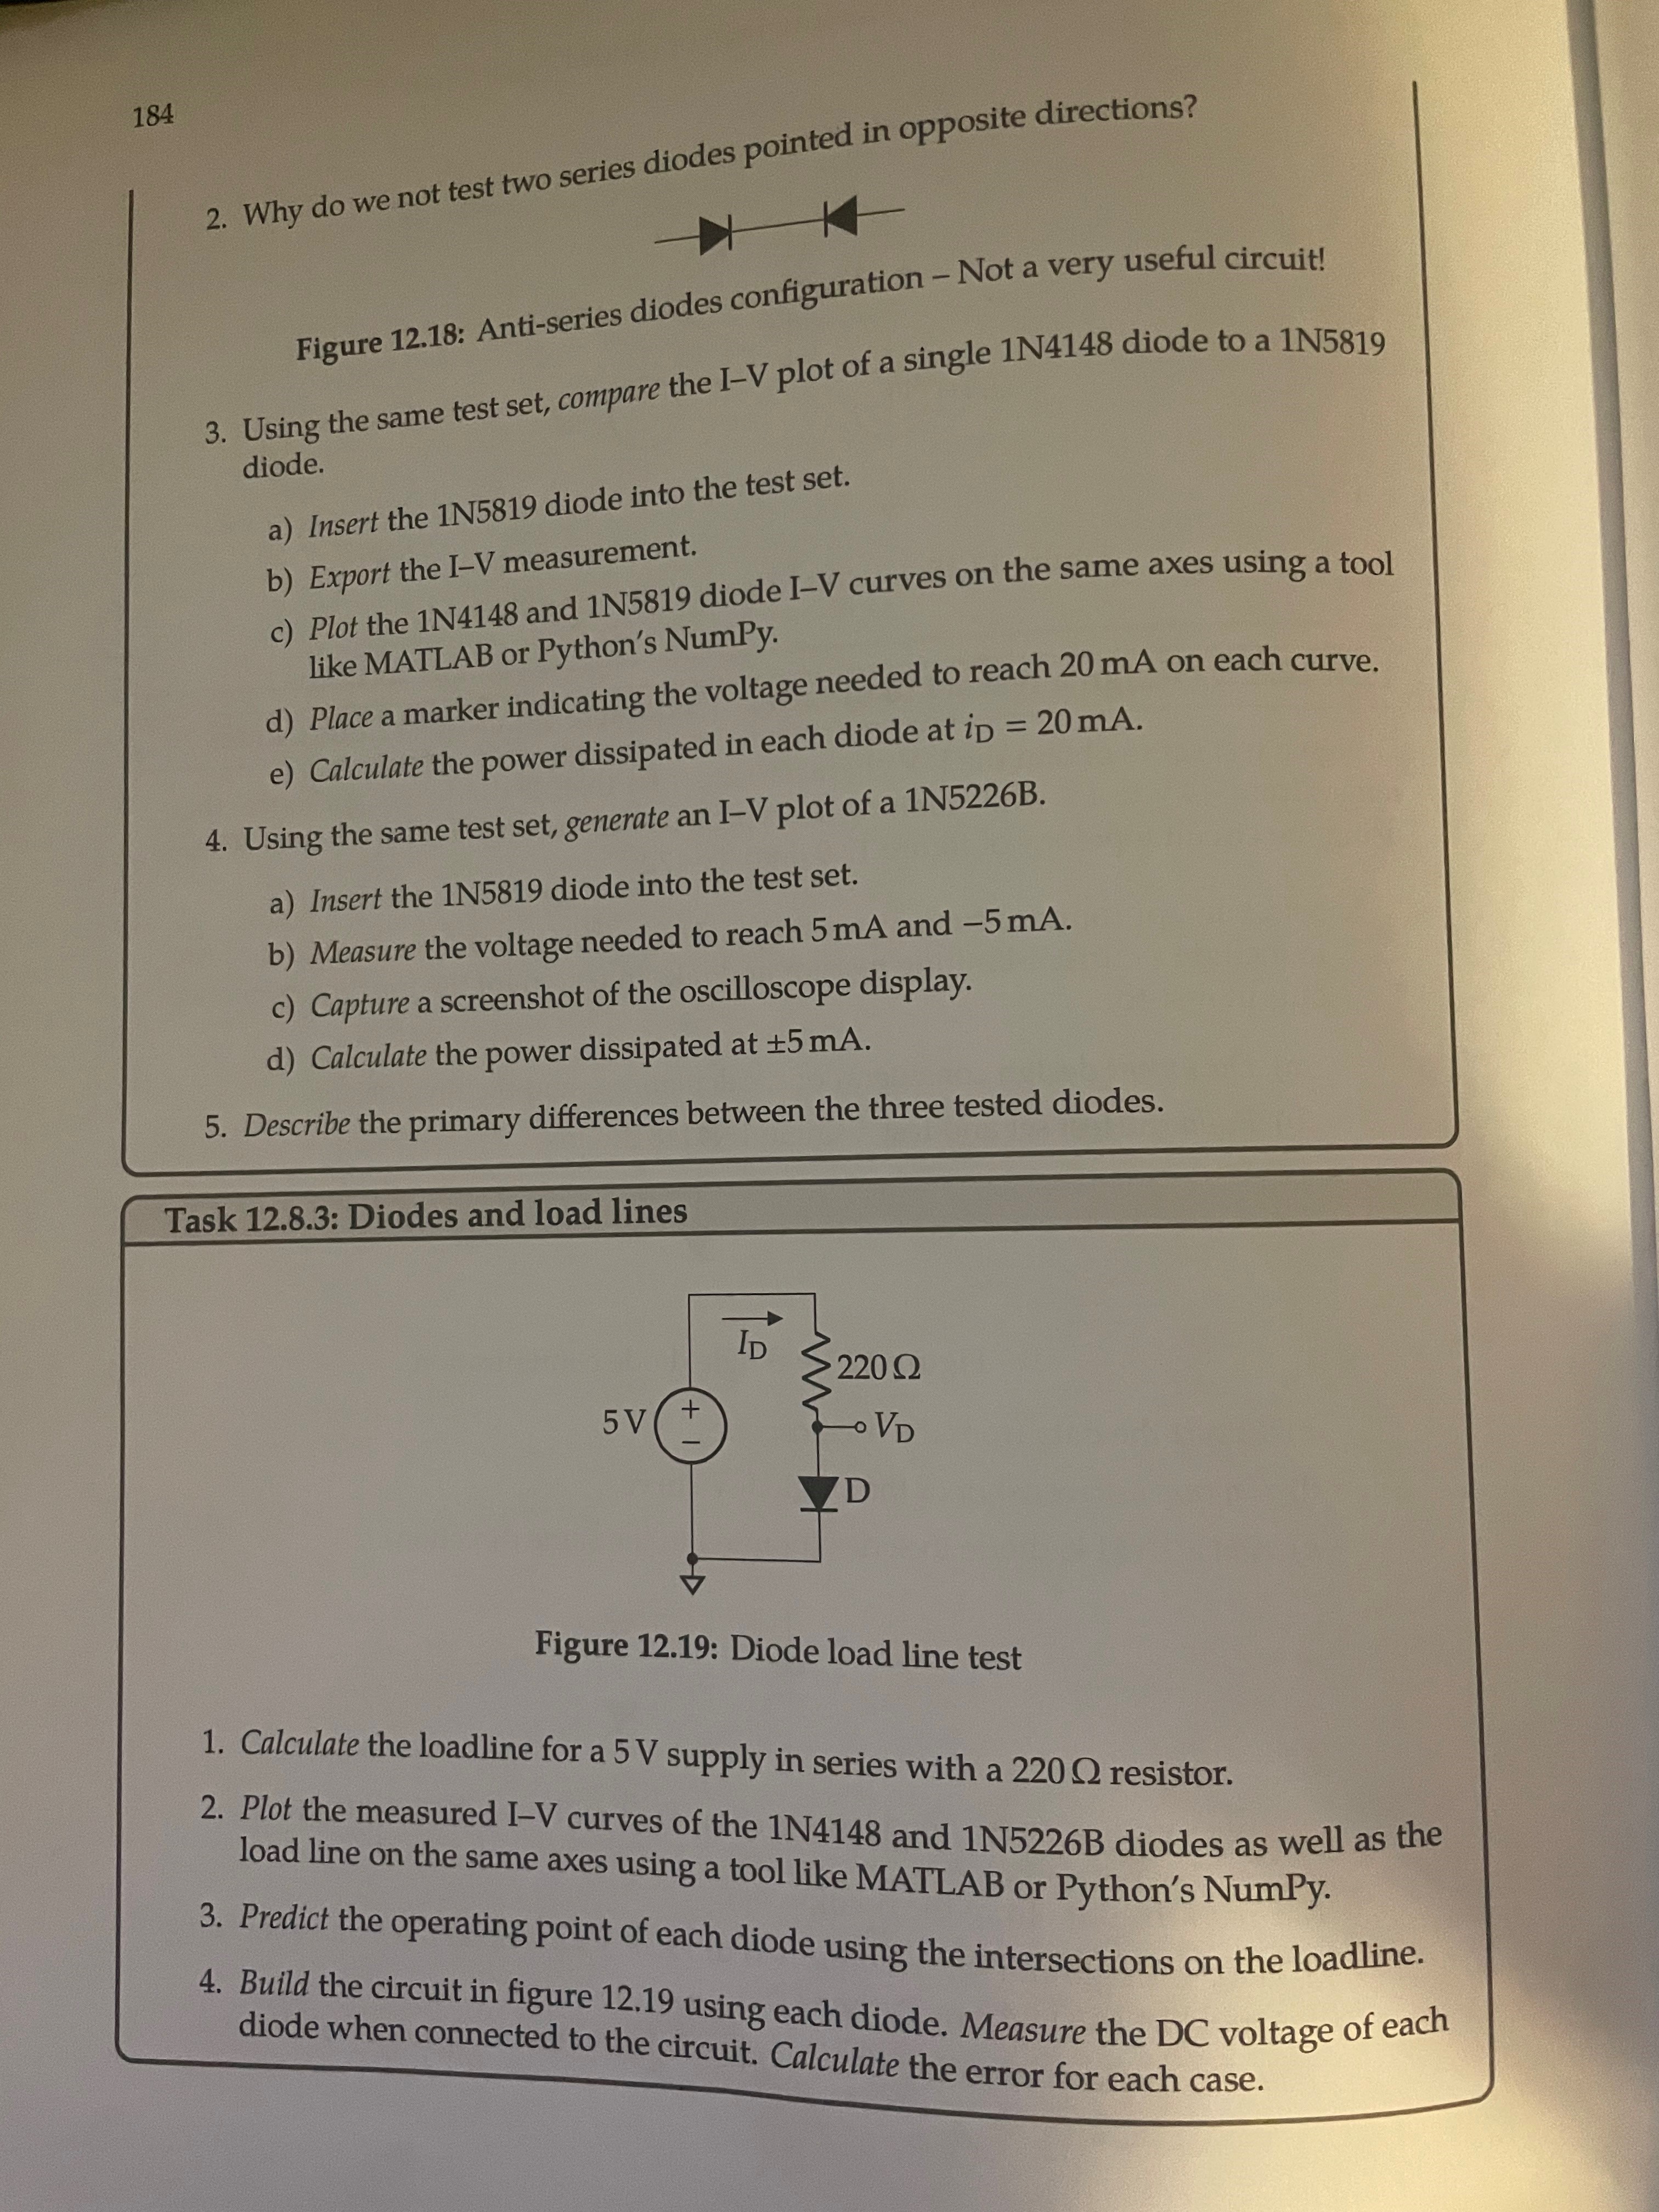 184
2. Why do we not test two series diodes pointed in opposite directions?
Figure 12.18: Anti-series diodes configuration – Not a very useful circuit!
3. Using the same test set, compare the I–V plot of a single 1N4148 diode to a 1N5819
diode.
a) Insert the 1N5819 diode into the test set.
b) Export the I–V measurement.
c) Plot the 1N4148 and 1N5819 diode I–V curves on the same axes using a tool
like MATLAB or Python's NumPy.
d) Place a marker indicating the voltage needed to reach 20 mA on each curve.
e) Calculate the power dissipated in each diode at iD = 20 mA.
4. Using the same test set, generate an I–V plot of a 1N5226B.
a) Insert the 1N5819 diode into the test set.
b) Measure the voltage needed to reach 5 mA and −5 mA.
c) Capture a screenshot of the oscilloscope display.
d) Calculate the power dissipated at ±5 mA.
5. Describe the primary differences between the three tested diodes.
Task 12.8.3: Diodes and load lines
ID
220 Ω
5 V
+
−
VD
D
Figure 12.19: Diode load line test
1. Calculate the loadline for a 5 V supply in series with a 220 Ω resistor.
2. Plot the measured I–V curves of the 1N4148 and 1N5226B diodes as well as the
load line on the same axes using a tool like MATLAB or Python's NumPy.
3. Predict the operating point of each diode using the intersections on the loadline.
4. Build the circuit in figure 12.19 using each diode. Measure the DC voltage of each
diode when connected to the circuit. Calculate the error for each case.